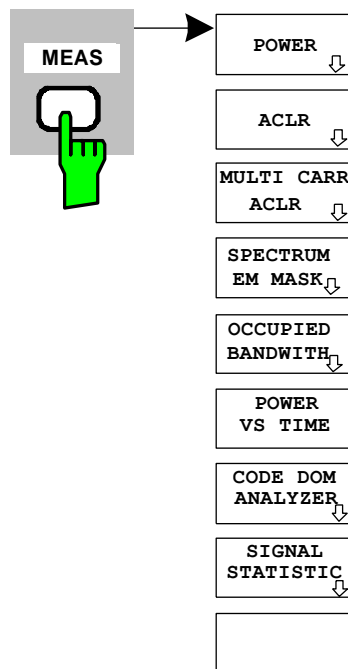 MEAS
POWER
ACLR
MULTI CARR
ACLR
SPECTRUM
EM MASK
OCCUPIED
BANDWITH
POWER
VS TIME
CODE DOM
ANALYZER
SIGNAL
STATISTIC